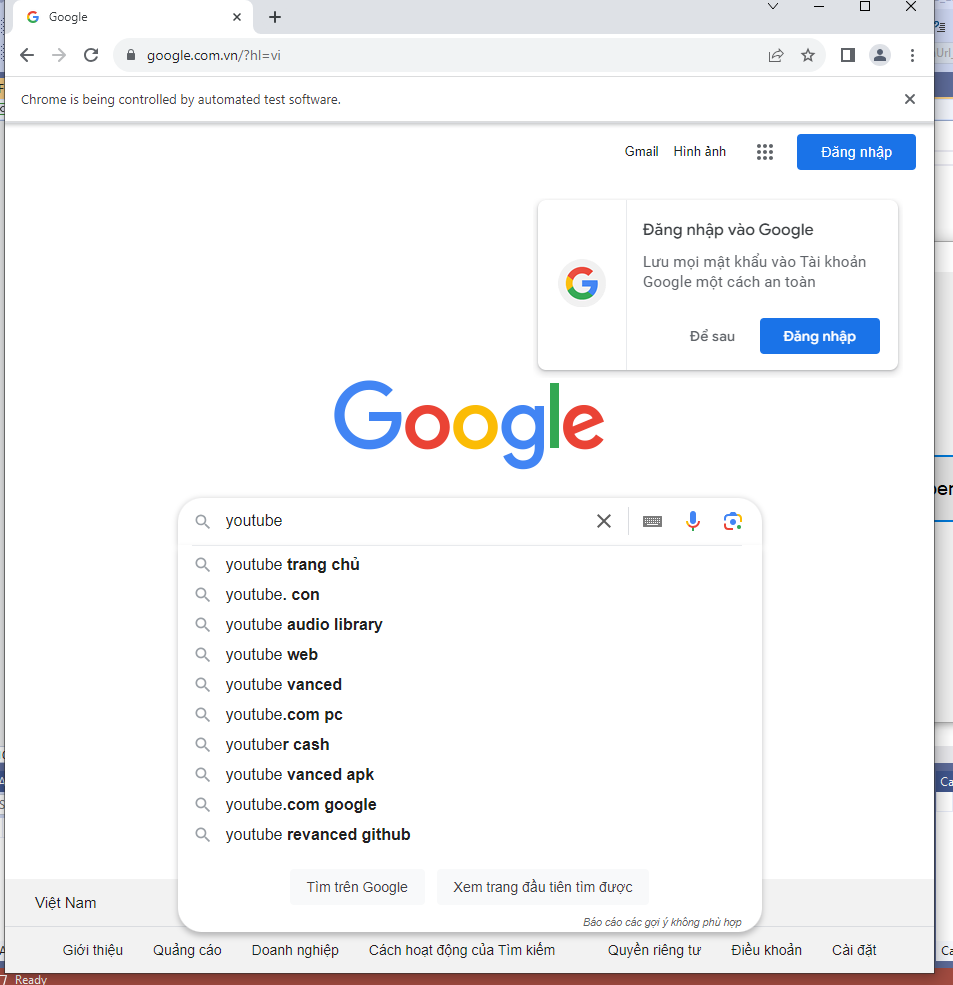 Google
google.com.vn/?hl=vi
Chrome is being controlled by automated test software.
Gmail Hình ảnh Đăng nhập
Đăng nhập vào Google
Lưu mọi mật khẩu vào Tài khoản
Google một cách an toàn
Để sau Đăng nhập
Google
youtube
youtube trang chủ
youtube. con
youtube audio library
youtube web
youtube vanced
youtube.com pc
youtuber cash
youtube vanced apk
youtube.com google
youtube revanced github
Tìm trên Google Xem trang đầu tiên tìm được
Báo cáo các gợi ý không phù hợp
Việt Nam
Giới thiệu Quảng cáo Doanh nghiệp Cách hoạt động của Tìm kiếm Quyền riêng tư Điều khoản Cài đặt
Ready